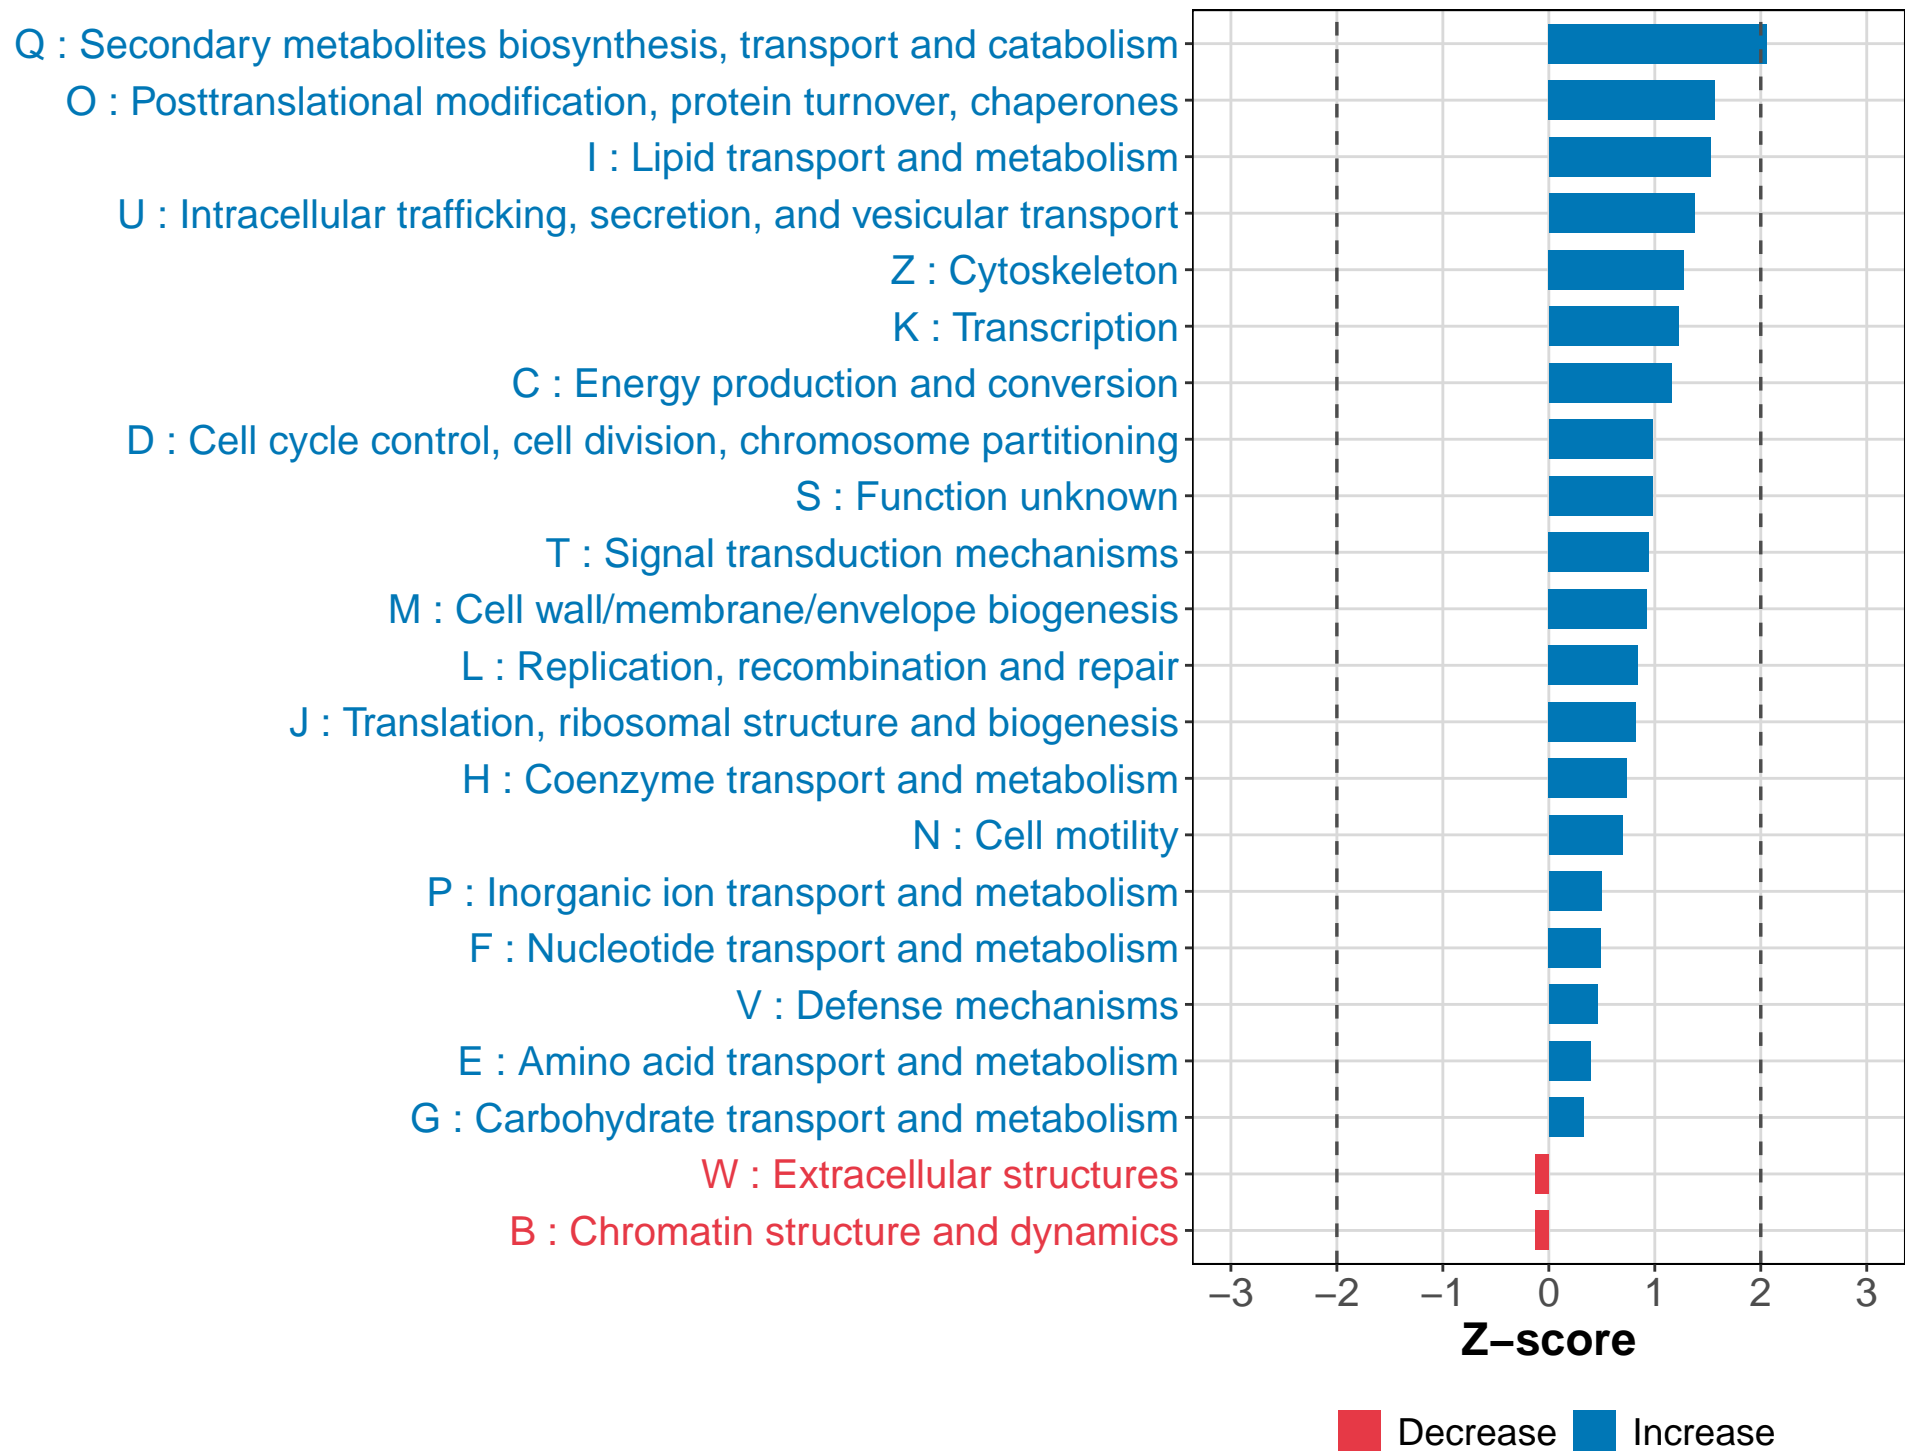 Q : Secondary metabolites biosynthesis, transport and catabolism
O : Posttranslational modification, protein turnover, chaperones
I : Lipid transport and metabolism
U : Intracellular trafficking, secretion, and vesicular transport
Z : Cytoskeleton
K : Transcription
C : Energy production and conversion
D : Cell cycle control, cell division, chromosome partitioning
S : Function unknown
T : Signal transduction mechanisms
M : Cell wall/membrane/envelope biogenesis
L : Replication, recombination and repair
J : Translation, ribosomal structure and biogenesis
H : Coenzyme transport and metabolism
N : Cell motility
P : Inorganic ion transport and metabolism
F : Nucleotide transport and metabolism
V : Defense mechanisms
E : Amino acid transport and metabolism
G : Carbohydrate transport and metabolism
W : Extracellular structures
B : Chromatin structure and dynamics
−3 −2 −1 0 1 2 3
Z−score
Decrease Increase